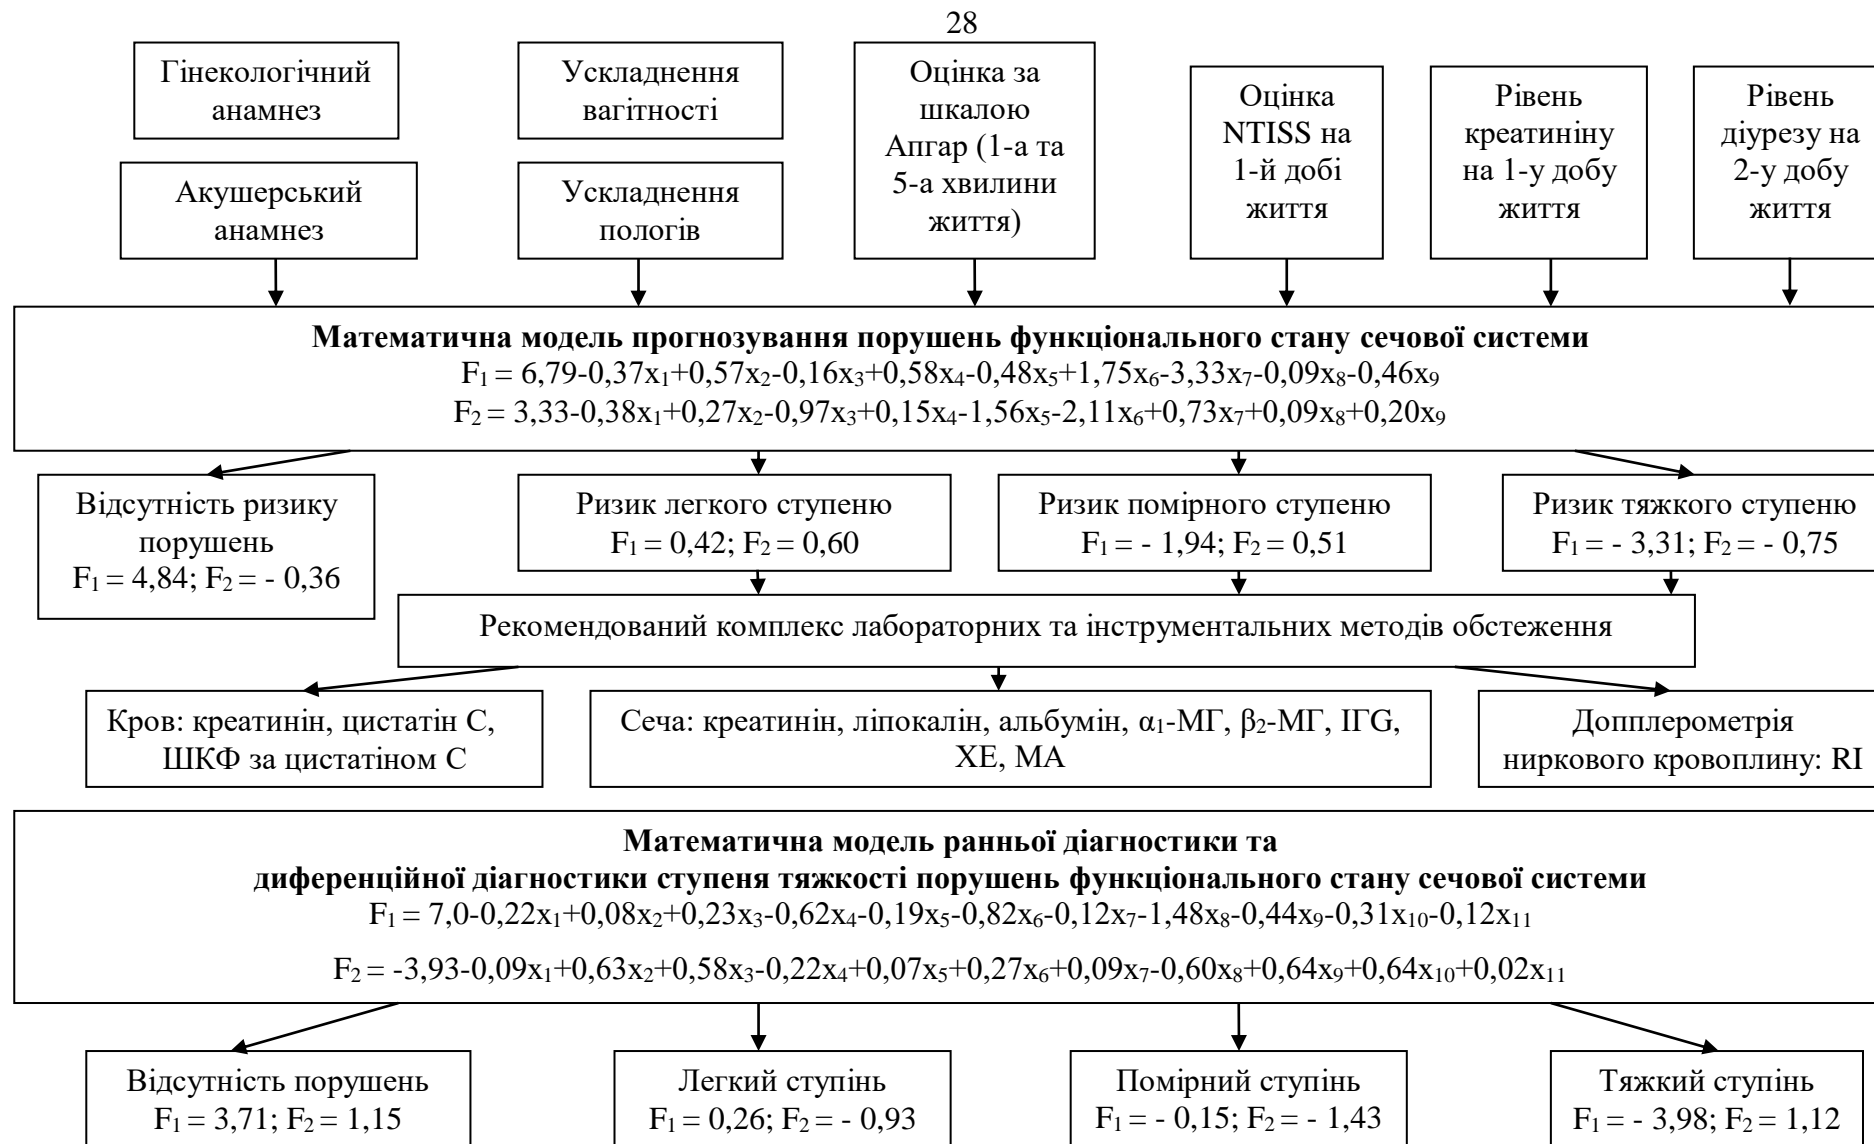 28
Гінекологічний
анамнез
Акушерський
анамнез
Ускладнення
вагітності
Ускладнення
пологів
Оцінка за
шкалою
Апгар (1-а та
5-а хвилини
життя)
Оцінка
NTISS на
1-й добі
життя
Рівень
креатиніну
на 1-у добу
життя
Рівень
діурезу на
2-у добу
життя
Математична модель прогнозування порушень функціонального стану сечової системи
F₁ = 6,79-0,37x₁+0,57x₂-0,16x₃+0,58x₄-0,48x₅+1,75x₆-3,33x₇-0,09x₈-0,46x₉
F₂ = 3,33-0,38x₁+0,27x₂-0,97x₃+0,15x₄-1,56x₅-2,11x₆+0,73x₇+0,09x₈+0,20x₉
Відсутність ризику
порушень
F₁ = 4,84; F₂ = - 0,36
Ризик легкого ступеню
F₁ = 0,42; F₂ = 0,60
Ризик помірного ступеню
F₁ = - 1,94; F₂ = 0,51
Ризик тяжкого ступеню
F₁ = - 3,31; F₂ = - 0,75
Рекомендований комплекс лабораторних та інструментальних методів обстеження
Кров: креатинін, цистатін С,
ШКФ за цистатіном С
Сеча: креатинін, ліпокалін, альбумін, α₁-МГ, β₂-МГ, ІГG,
ХЕ, МА
Допплерометрія
ниркового кровоплину: RI
Математична модель ранньої діагностики та
диференційної діагностики ступеня тяжкості порушень функціонального стану сечової системи
F₁ = 7,0-0,22x₁+0,08x₂+0,23x₃-0,62x₄-0,19x₅-0,82x₆-0,12x₇-1,48x₈-0,44x₉-0,31x₁₀-0,12x₁₁
F₂ = -3,93-0,09x₁+0,63x₂+0,58x₃-0,22x₄+0,07x₅+0,27x₆+0,09x₇-0,60x₈+0,64x₉+0,64x₁₀+0,02x₁₁
Відсутність порушень
F₁ = 3,71; F₂ = 1,15
Легкий ступінь
F₁ = 0,26; F₂ = - 0,93
Помірний ступінь
F₁ = - 0,15; F₂ = - 1,43
Тяжкий ступінь
F₁ = - 3,98; F₂ = 1,12